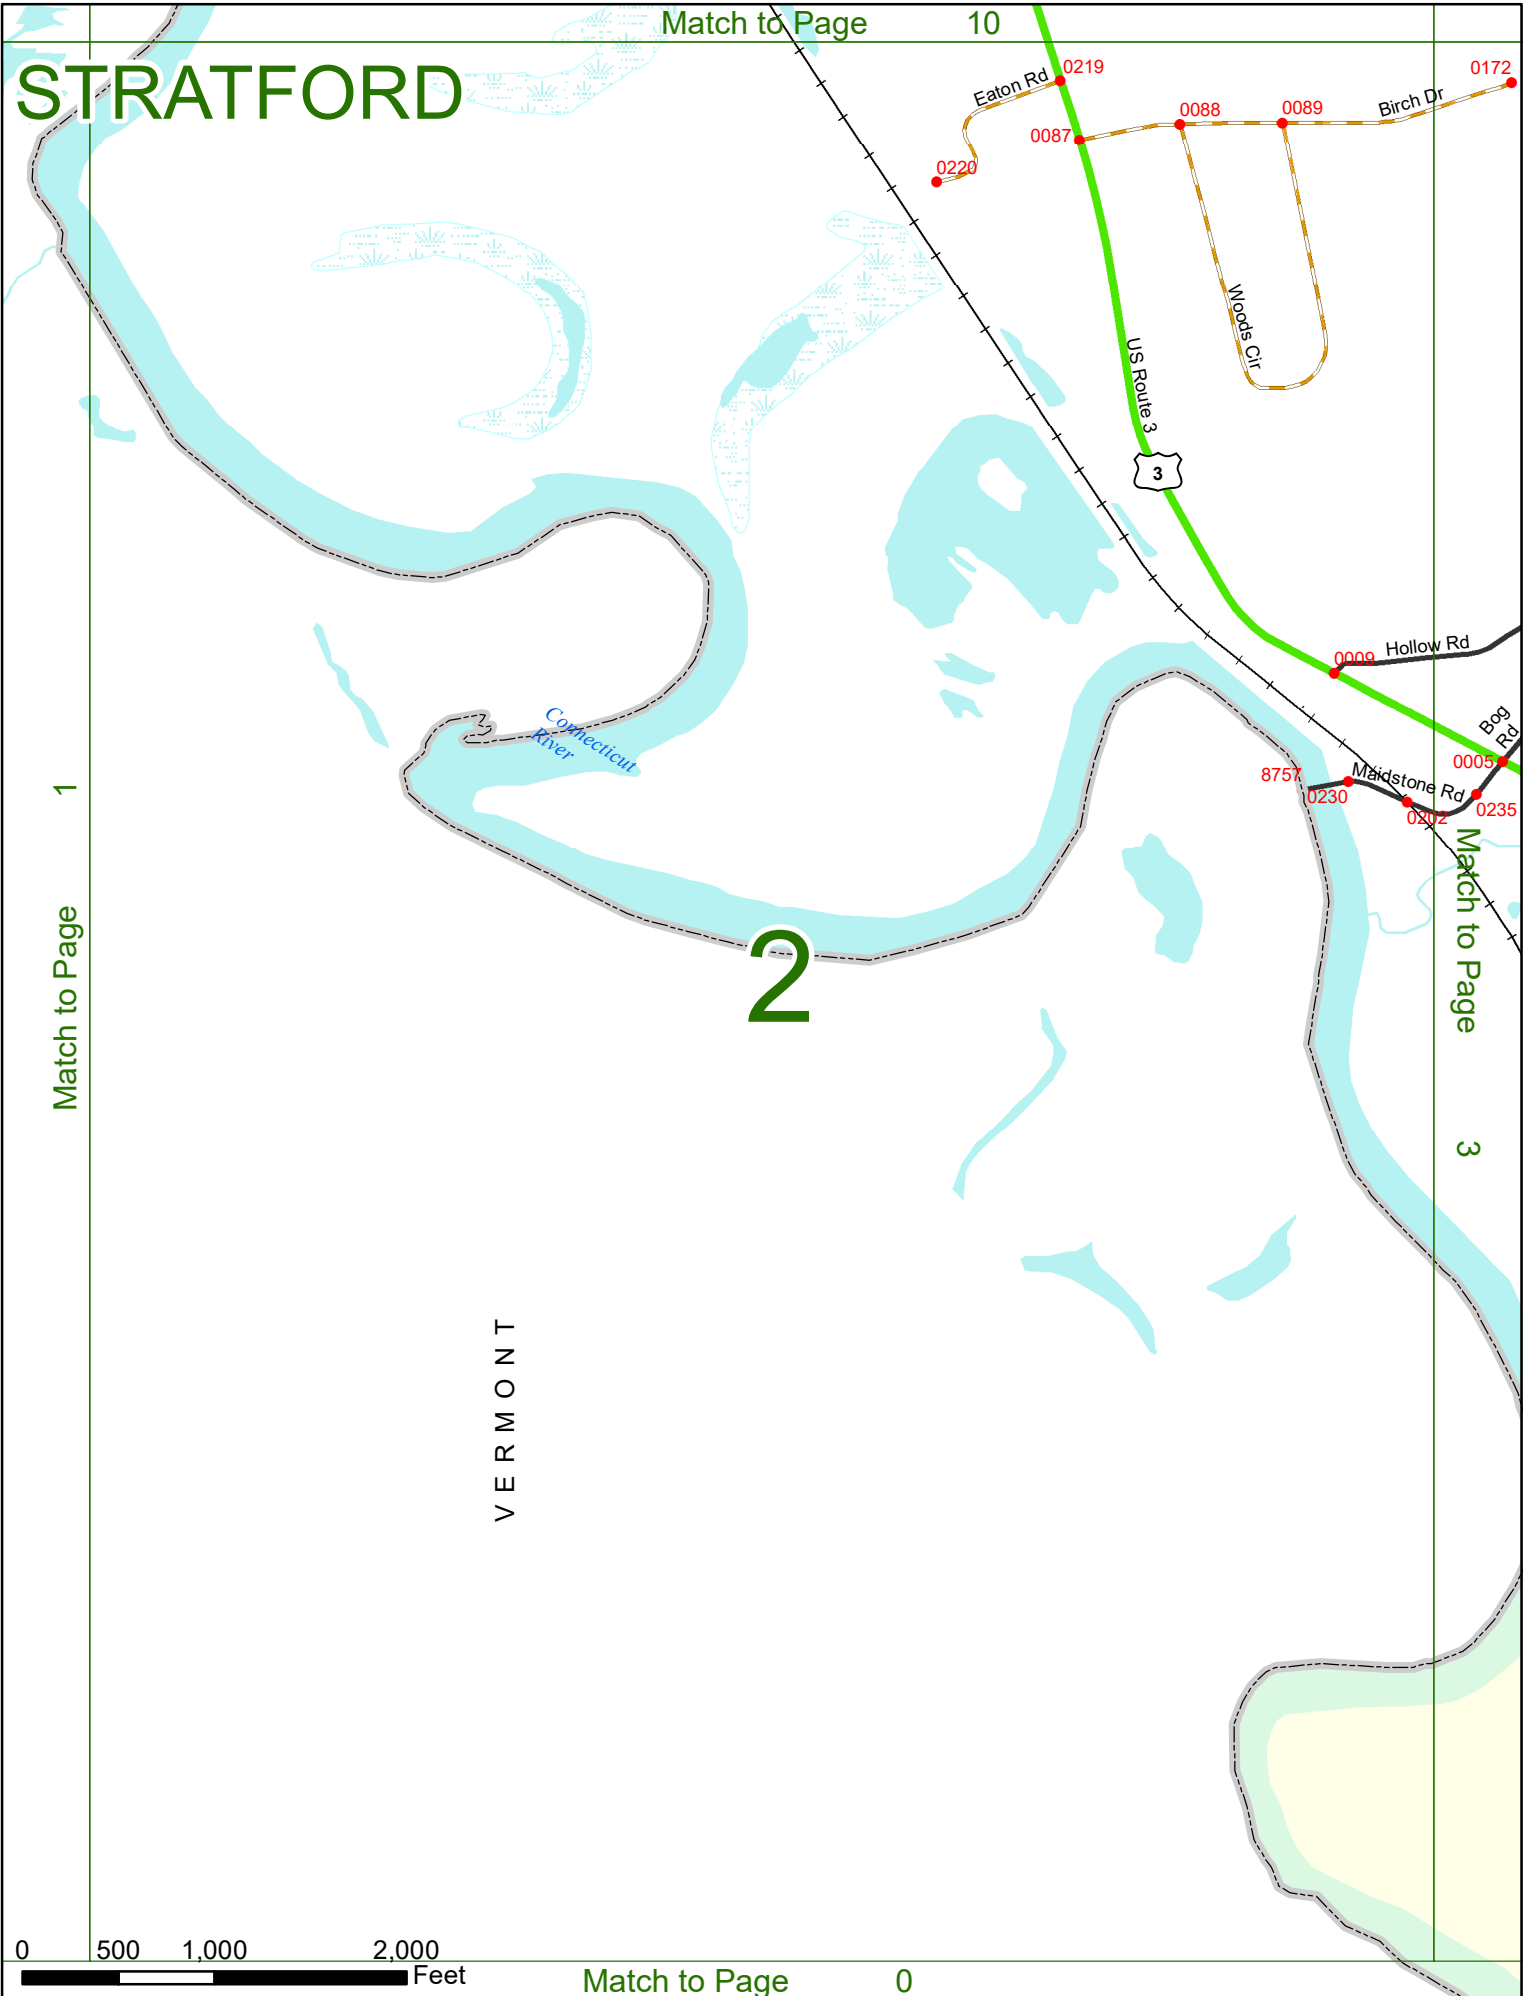 Match to Page 10
STRATFORD
Eaton Rd
0219
0172
0088
0089
Birch Dr
0087
0220
Woods Cir
US Route 3
3
Hollow Rd
0009
Bog
Rd
Connecticut
River
0005
8757
Maidstone Rd
0230
0202
0235
Match to Page 1
2
Match to Page 3
VERMONT
0 500 1,000 2,000
Feet
Match to Page 0